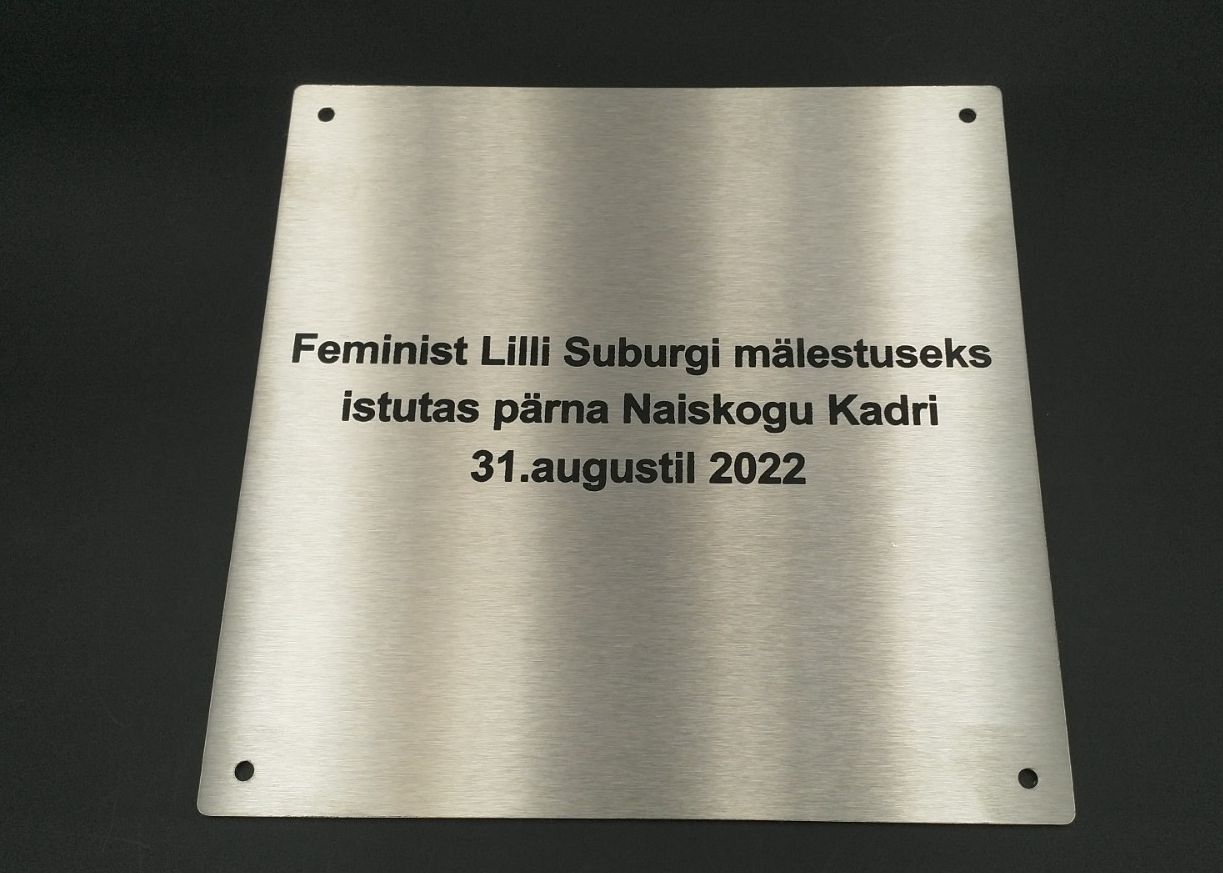 Feminist Lilli Suburgi mälestuseks
istutas pärna Naiskogu Kadri
31.augustil 2022